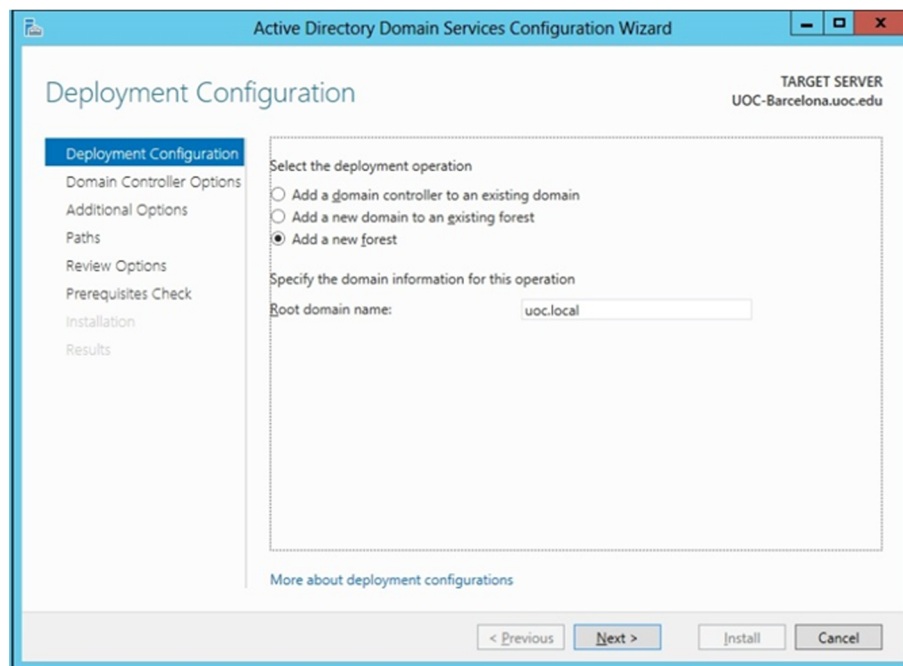 Active Directory Domain Services Configuration Wizard
Deployment Configuration
TARGET SERVER
UOC-Barcelona.uoc.edu
Deployment Configuration
Domain Controller Options
Additional Options
Paths
Review Options
Prerequisites Check
Installation
Results
Select the deployment operation
Add a domain controller to an existing domain
Add a new domain to an existing forest
Add a new forest
Specify the domain information for this operation
Root domain name: uoc.local
More about deployment configurations
< Previous Next > Install Cancel